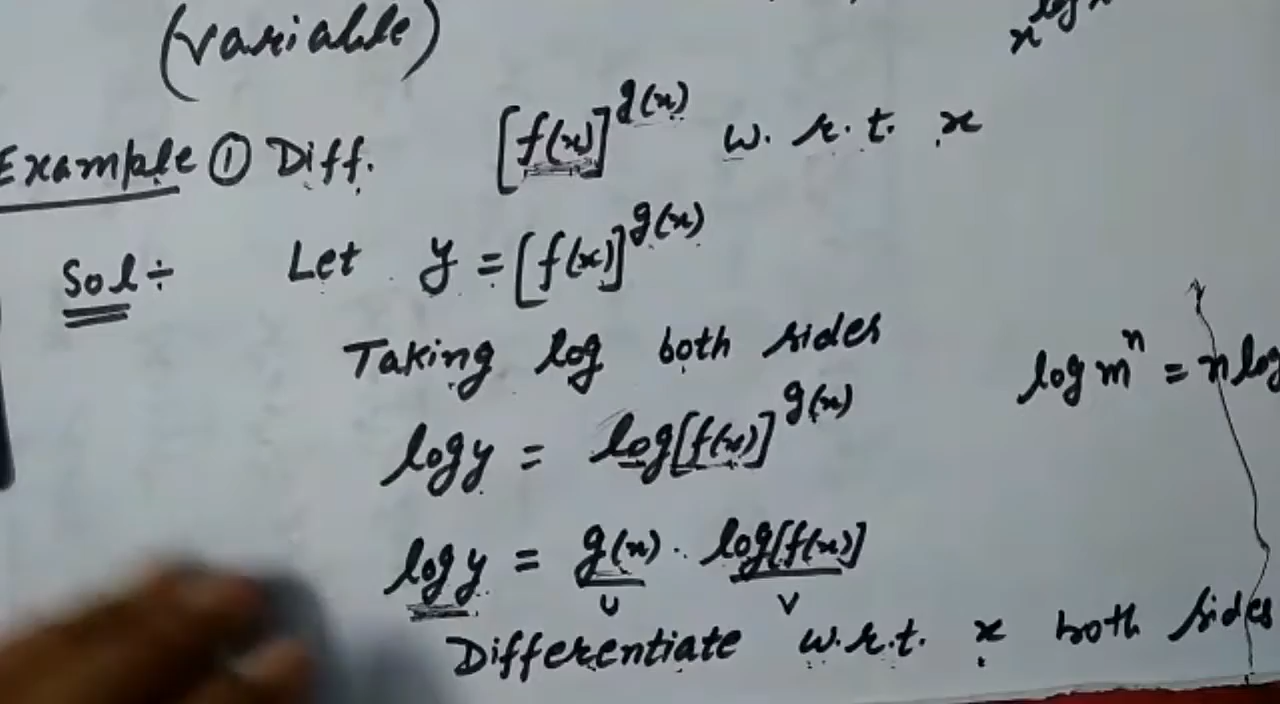 (variable)
x^log x
Example ① Diff. [f(x)]^g(x) w.r.t. x
Sol÷ Let y = [f(x)]^g(x)
Taking log both sides
log y = log[f(x)]^g(x)
log m^n = n log
log y = g(x) . log[f(x)]
U V
Differentiate w.r.t. x both sides